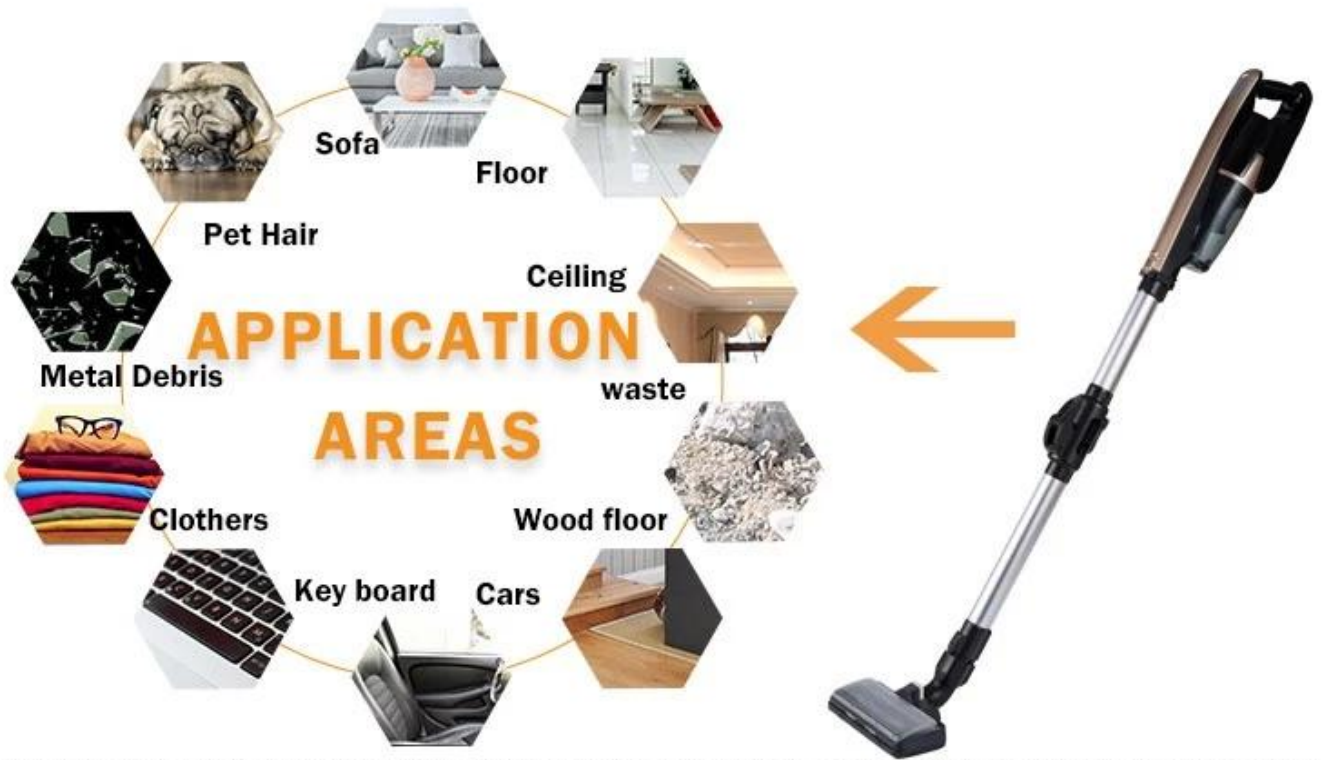 Sofa
Floor
Pet Hair
Ceiling
APPLICATION
Metal Debris
waste
AREAS
Clothers
Wood floor
Key board
Cars